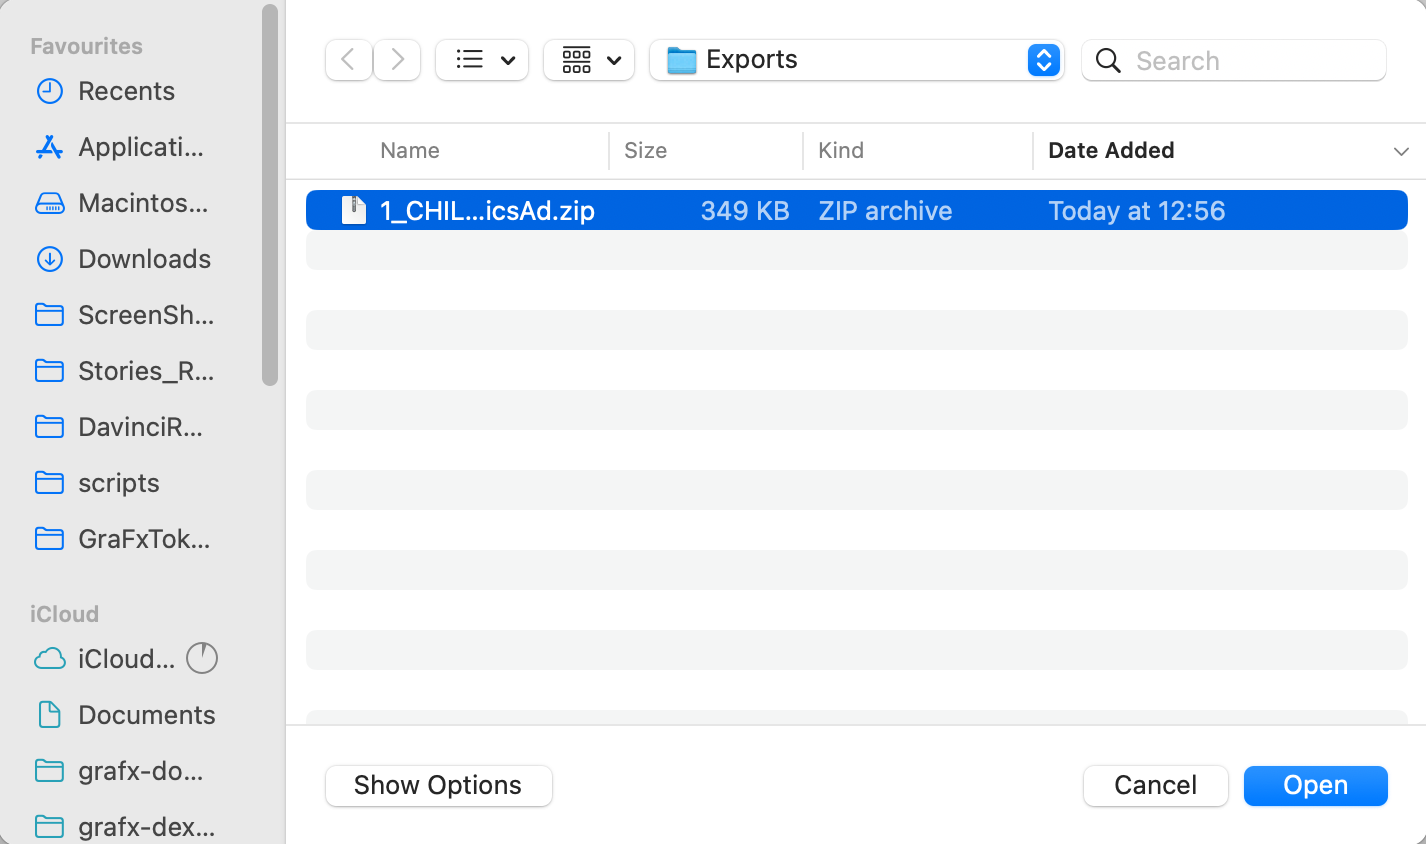 Favourites
Recents
Applicati...
Macintos...
Downloads
ScreenSh...
Stories_R...
DavinciR...
scripts
GraFxTok...
iCloud
iCloud...
Documents
grafx-do...
grafx-dex...
Exports
Search
Name Size Kind Date Added
1_CHIL...icsAd.zip 349 KB ZIP archive Today at 12:56
Show Options Cancel Open